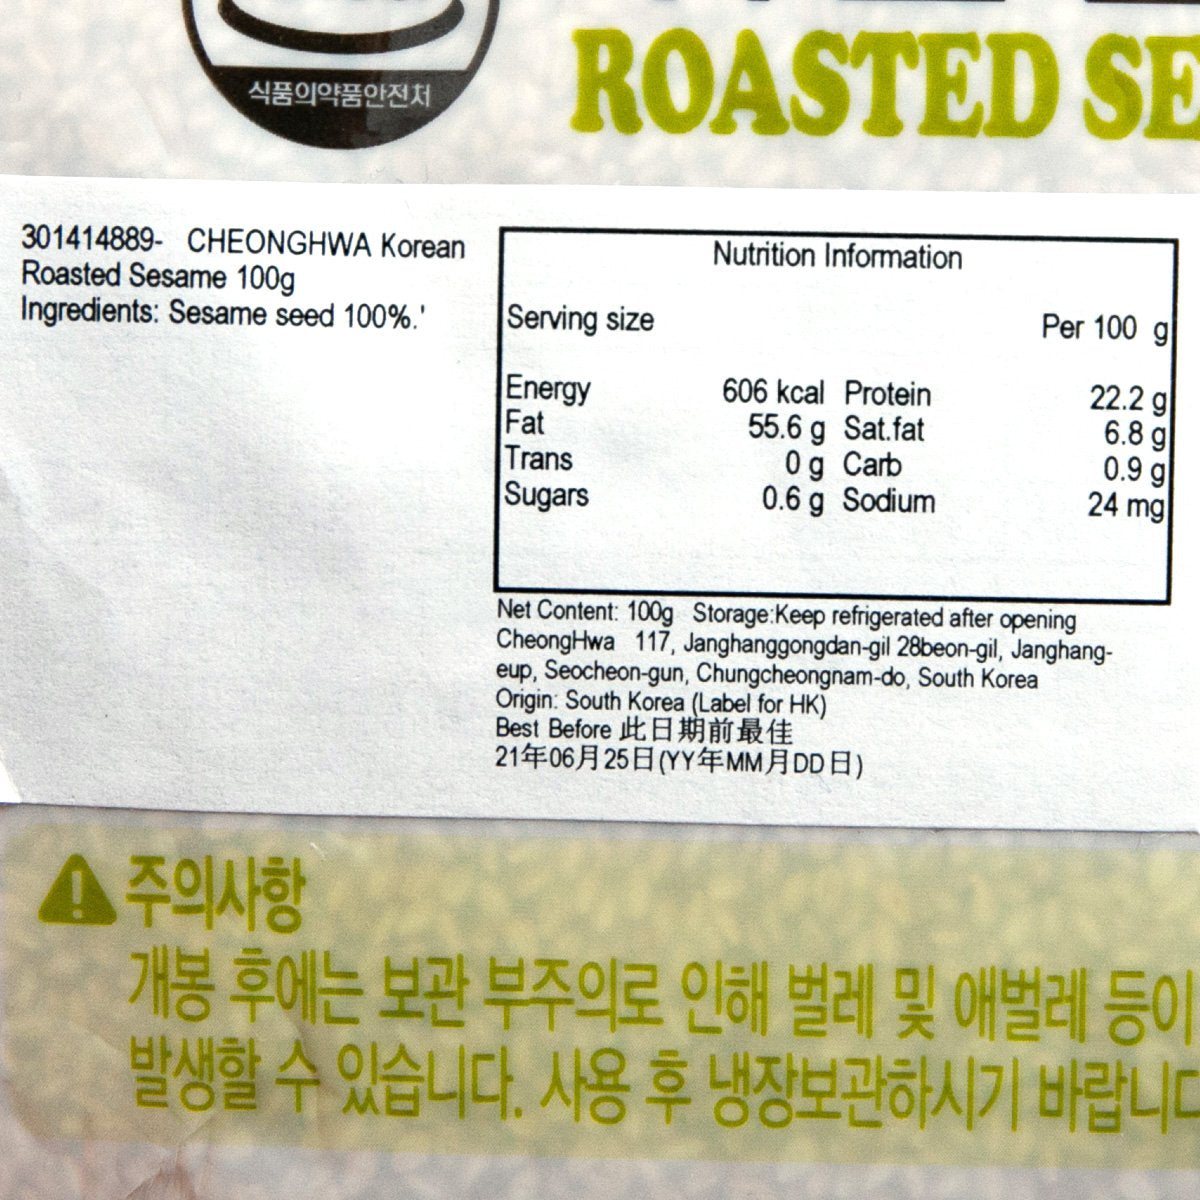 식품의약품안전처
ROASTED SE
301414889- CHEONGHWA Korean
Roasted Sesame 100g
Ingredients: Sesame seed 100%.'
Nutrition Information
Serving size Per 100 g
Energy 606 kcal Protein 22.2 g
Fat 55.6 g Sat.fat 6.8 g
Trans 0 g Carb 0.9 g
Sugars 0.6 g Sodium 24 mg
Net Content: 100g Storage:Keep refrigerated after opening
CheongHwa 117, Janghanggongdan-gil 28beon-gil, Janghang-
eup, Seocheon-gun, Chungcheongnam-do, South Korea
Origin: South Korea (Label for HK)
Best Before 此日期前最佳
21年06月25日(YY年MM月DD日)
주의사항
개봉 후에는 보관 부주의로 인해 벌레 및 애벌레 등이
발생할 수 있습니다. 사용 후 냉장보관하시기 바랍니다